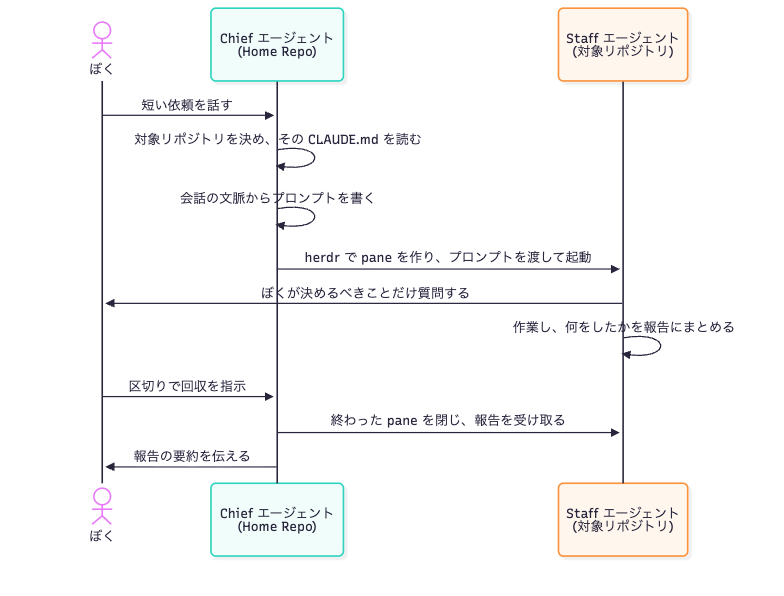 ぼく
Chief エージェント
(Home Repo)
Staff エージェント
(対象リポジトリ)
短い依頼を話す
対象リポジトリを決め、その CLAUDE.md を読む
会話の文脈からプロンプトを書く
herdr で pane を作り、プロンプトを渡して起動
ぼくが決めるべきことだけ質問する
作業し、何をしたかを報告にまとめる
区切りで回収を指示
終わった pane を閉じ、報告を受け取る
報告の要約を伝える
ぼく
Chief エージェント
(Home Repo)
Staff エージェント
(対象リポジトリ)